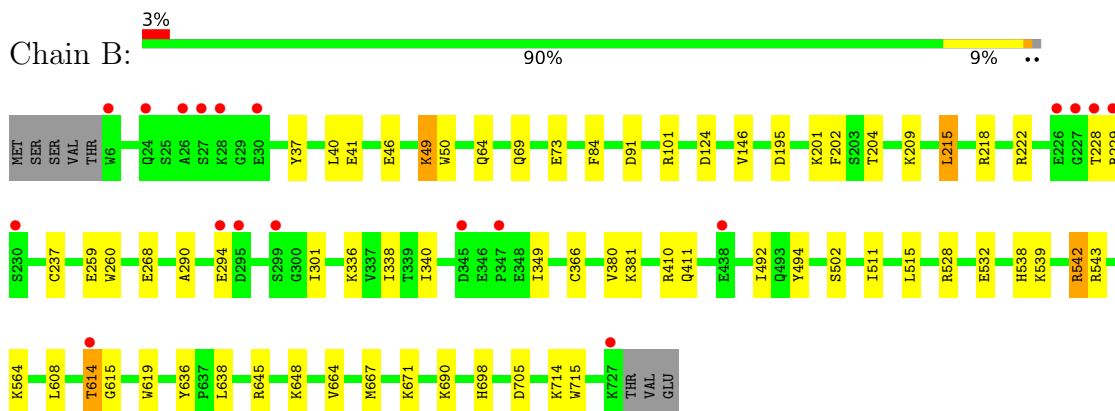 3%
Chain B:
90%
9%
••
MET SER SER VAL THR W6 Q24 S25 A26 S27 K28 G29 E30 Y37 L40 E41 E46 K49 W50 Q64 Q69 E73 F84 D91 R101 D124 V146 D195 K201 F202 S203 T204 K209 L215 R218 R222 E226 G227 T228
S230 C237 E259 W260 E268 A290 E294 D295 S299 G300 I301 K336 V337 I338 T339 I340 D345 E346 P347 E348 I349 C366 V380 K381 R410 Q411 E438 I492 Q493 Y494 S502 I511 L515 R528 E532 H538 K539 R542 R543
K564 L608 T614 G615 W619 Y636 P637 L638 R645 K648 V664 M667 K671 K690 H698 D705 K714 W715 K727 THR VAL GLU